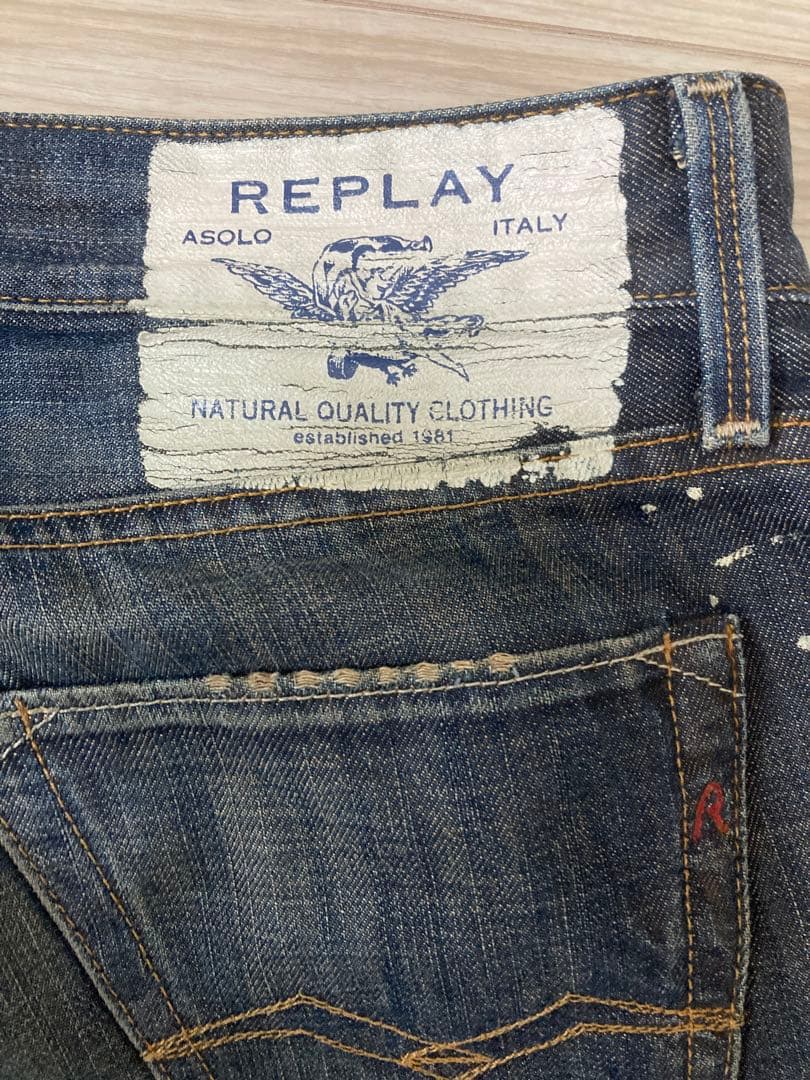 REPLAY
ASOLO ITALY
NATURAL QUALITY CLOTHING
established 1981
R